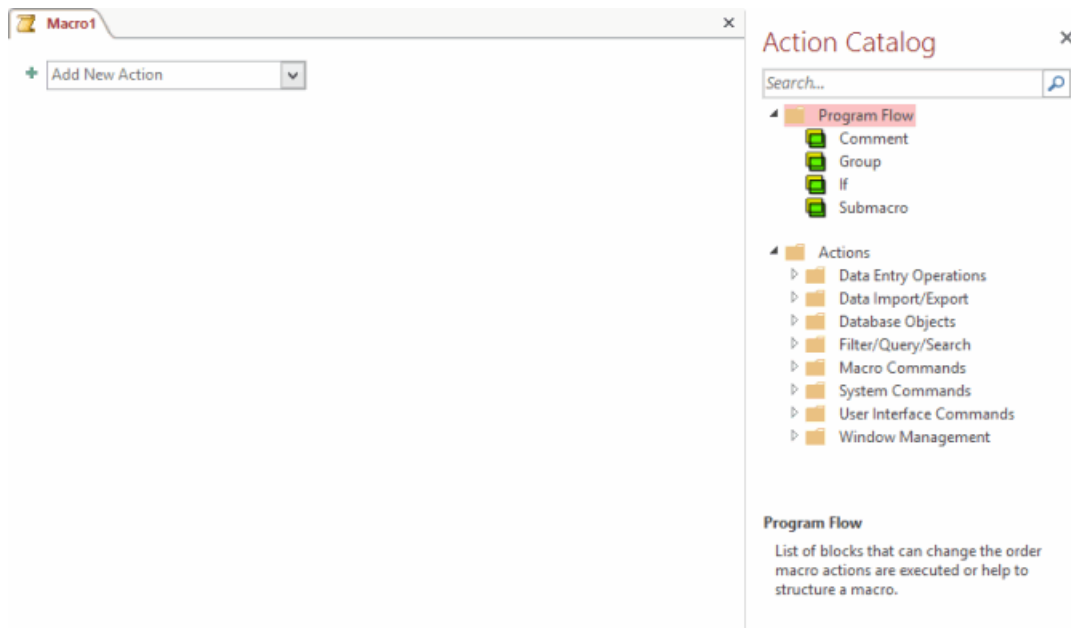 Macro1
Add New Action
Action Catalog
Search...
Program Flow
Comment
Group
If
Submacro
Actions
Data Entry Operations
Data Import/Export
Database Objects
Filter/Query/Search
Macro Commands
System Commands
User Interface Commands
Window Management
Program Flow
List of blocks that can change the order
macro actions are executed or help to
structure a macro.